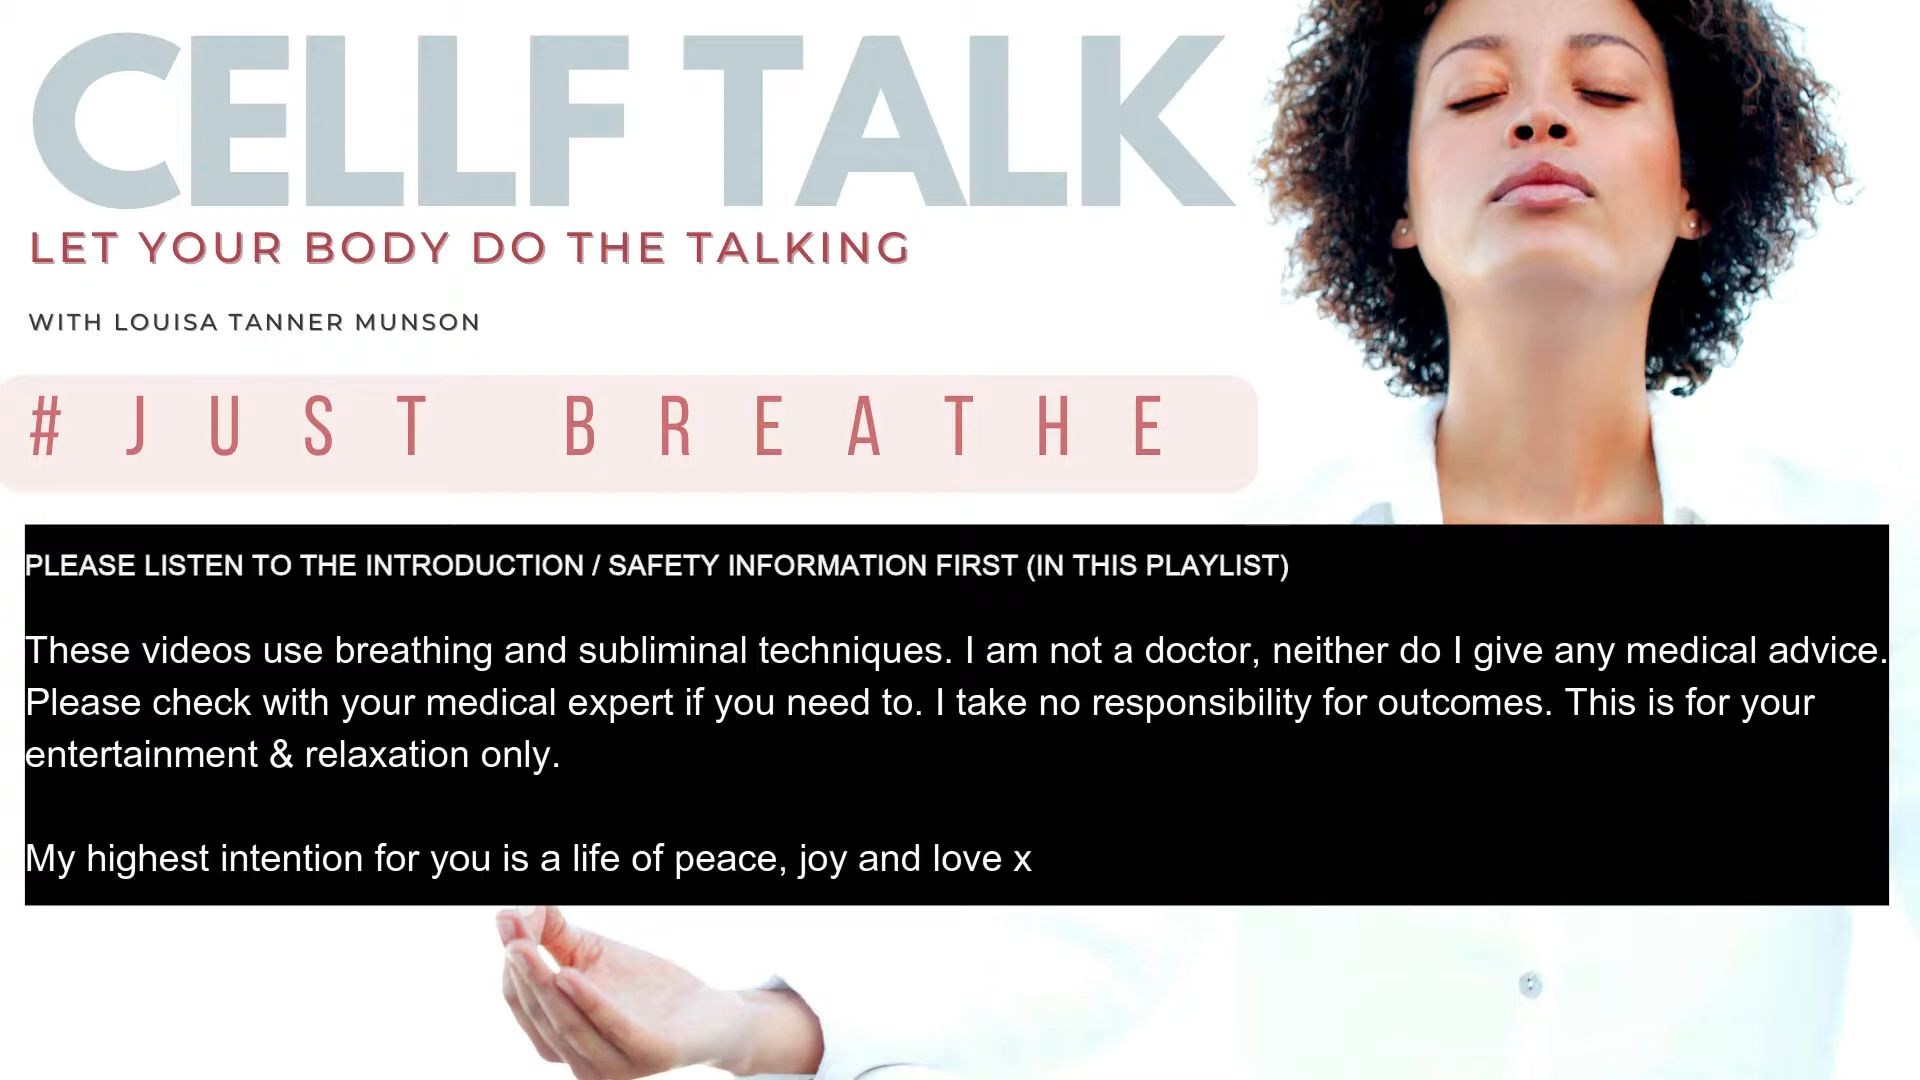 CELLF TALK
LET YOUR BODY DO THE TALKING
WITH LOUISA TANNER MUNSON
#JUST BREATHE
PLEASE LISTEN TO THE INTRODUCTION / SAFETY INFORMATION FIRST (IN THIS PLAYLIST)
These videos use breathing and subliminal techniques. I am not a doctor, neither do I give any medical advice.
Please check with your medical expert if you need to. I take no responsibility for outcomes. This is for your
entertainment & relaxation only.
My highest intention for you is a life of peace, joy and love x